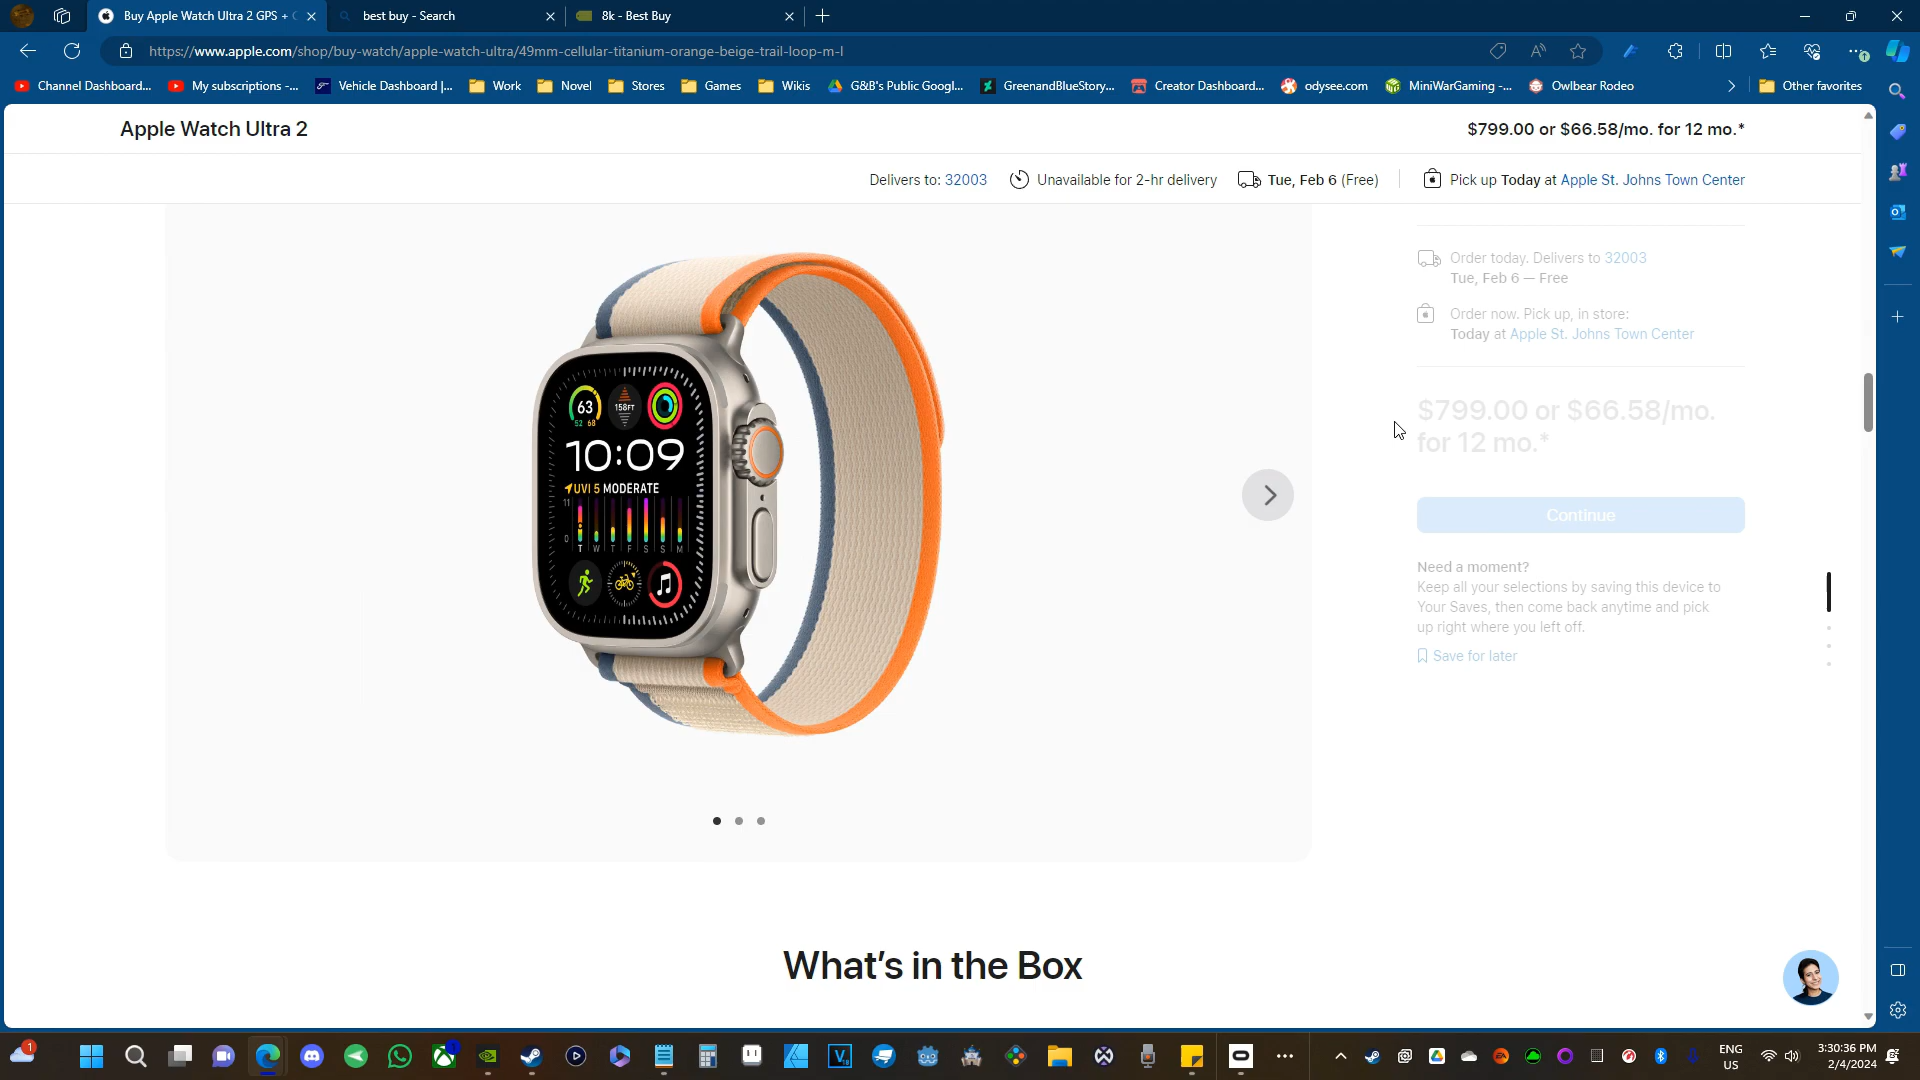 Buy Apple Watch Ultra 2 GPS +
best buy - Search
8k - Best Buy
https://www.apple.com/shop/buy-watch/apple-watch-ultra/49mm-cellular-titanium-orange-beige-trail-loop-m-l
Channel Dashboard...
My subscriptions -...
Vehicle Dashboard |...
Work
Novel
Stores
Games
Wikis
G&B's Public Googl...
GreenandBlueStory...
Creator Dashboard...
odysee.com
MiniWarGaming -...
Owlbear Rodeo
Other favorites
Apple Watch Ultra 2
$799.00 or $66.58/mo. for 12 mo.*
Delivers to: 32003
Unavailable for 2-hr delivery
Tue, Feb 6 (Free)
Pick up Today at Apple St. Johns Town Center
Order today. Delivers to 32003
Tue, Feb 6 — Free
Order now. Pick up, in store:
Today at Apple St. Johns Town Center
$799.00 or $66.58/mo.
for 12 mo.*
Continue
Need a moment?
Keep all your selections by saving this device to
Your Saves, then come back anytime and pick
up right where you left off.
Save for later
63
52 68
158FT
10:09
UVI 5 MODERATE
11
0
T W T F S S M
What's in the Box
1
1
ENG
US
3:30:36 PM
2/4/2024